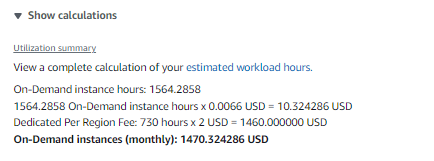 Show calculations
Utilization summary
View a complete calculation of your estimated workload hours.
On-Demand instance hours: 1564.2858
1564.2858 On-Demand instance hours x 0.0066 USD = 10.324286 USD
Dedicated Per Region Fee: 730 hours x 2 USD = 1460.000000 USD
On-Demand instances (monthly): 1470.324286 USD